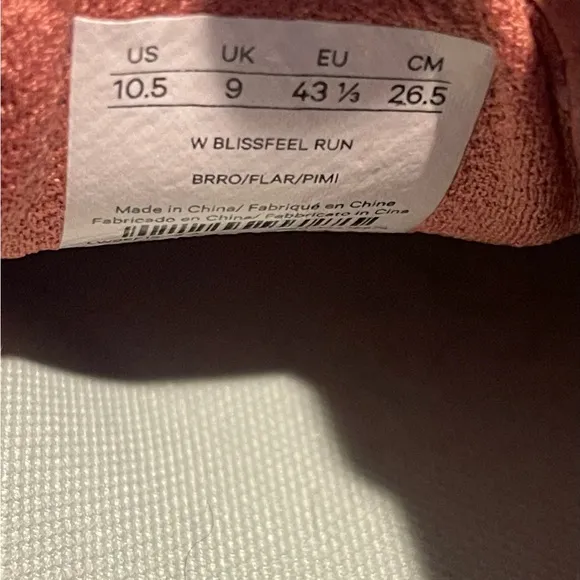 US UK EU CM
10.5 9 43 ⅓ 26.5
W BLISSFEEL RUN
BRRO/FLAR/PIMI
Made in China/ Fabriqué en Chine
Fabricado en China/ Fabbricato in Cina